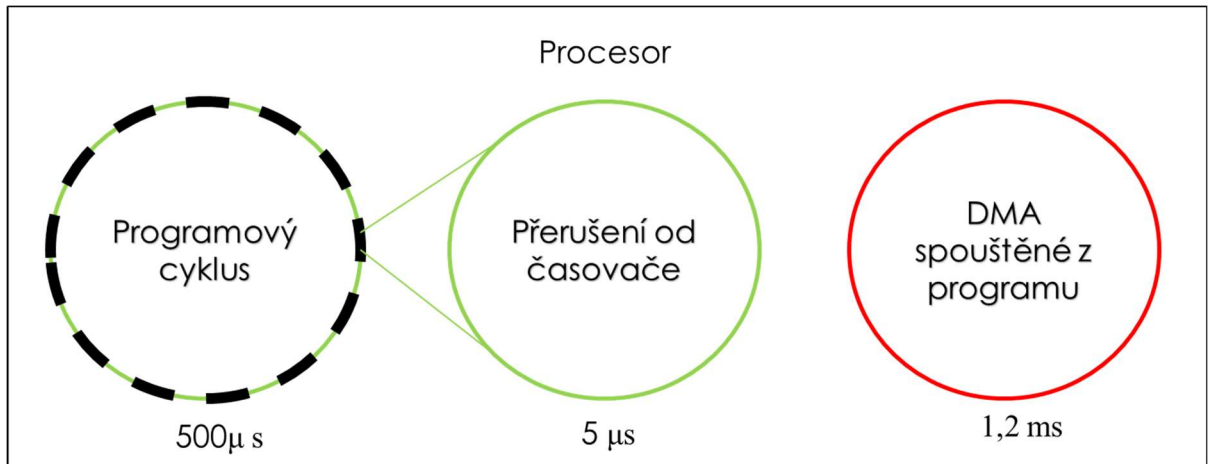 Procesor
Programový
cyklus
Přerušení od
časovače
DMA
spouštěné z
programu
500μ s
5 μs
1,2 ms